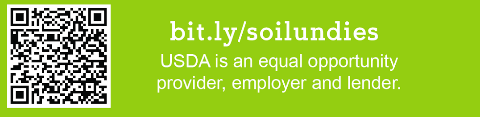 bit.ly/soilundies
USDA is an equal opportunity
provider, employer and lender.